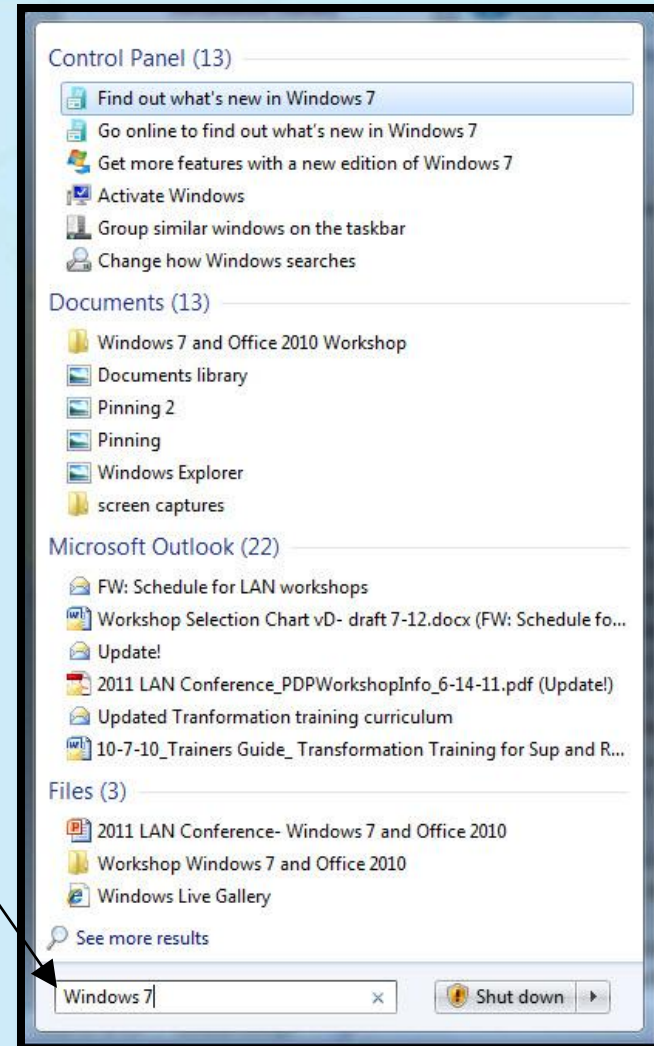 Control Panel (13)
Find out what's new in Windows 7
Go online to find out what's new in Windows 7
Get more features with a new edition of Windows 7
Activate Windows
Group similar windows on the taskbar
Change how Windows searches
Documents (13)
Windows 7 and Office 2010 Workshop
Documents library
Pinning 2
Pinning
Windows Explorer
screen captures
Microsoft Outlook (22)
FW: Schedule for LAN workshops
Workshop Selection Chart vD- draft 7-12.docx (FW: Schedule fo...
Update!
2011 LAN Conference_PDPWorkshopInfo_6-14-11.pdf (Update!)
Updated Tranformation training curriculum
10-7-10_Trainers Guide_ Transformation Training for Sup and R...
Files (3)
2011 LAN Conference- Windows 7 and Office 2010
Workshop Windows 7 and Office 2010
Windows Live Gallery
See more results
Windows 7 Shut down